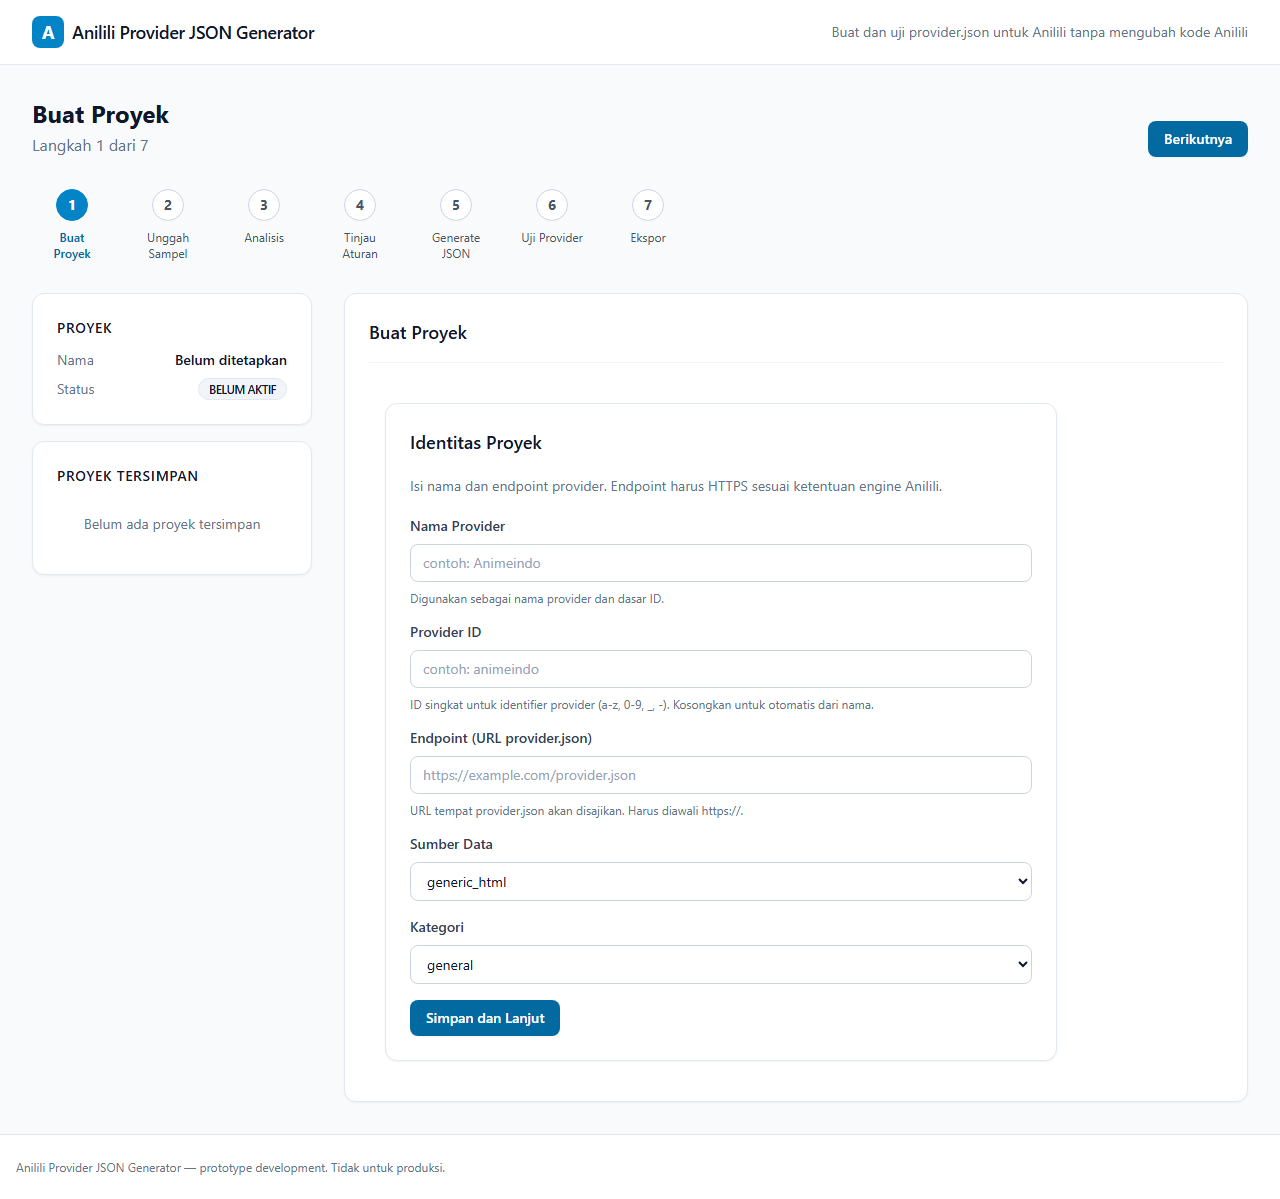 A
Anilili Provider JSON Generator
Buat dan uji provider.json untuk Anilili tanpa mengubah kode Anilili
Buat Proyek
Langkah 1 dari 7
Berikutnya
1
2
3
4
5
6
7
Buat
Proyek
Unggah
Sampel
Analisis
Tinjau
Aturan
Generate
JSON
Uji Provider
Ekspor
PROYEK
Nama
Belum ditetapkan
Status
BELUM AKTIF
PROYEK TERSIMPAN
Belum ada proyek tersimpan
Buat Proyek
Identitas Proyek
Isi nama dan endpoint provider. Endpoint harus HTTPS sesuai ketentuan engine Anilili.
Nama Provider
contoh: Animeindo
Digunakan sebagai nama provider dan dasar ID.
Provider ID
contoh: animeindo
ID singkat untuk identifier provider (a-z, 0-9, _, -). Kosongkan untuk otomatis dari nama.
Endpoint (URL provider.json)
https://example.com/provider.json
URL tempat provider.json akan disajikan. Harus diawali https://.
Sumber Data
generic_html
Kategori
general
Simpan dan Lanjut
Anilili Provider JSON Generator — prototype development. Tidak untuk produksi.